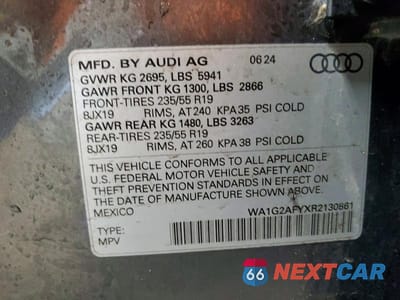 MFD. BY AUDI AG 06 24
GVWR KG 2695, LBS 5941
GAWR FRONT KG 1300, LBS 2866
FRONT-TIRES 235/55 R19
8JX19 RIMS, AT 240 KPA 35 PSI COLD
GAWR REAR KG 1480, LBS 3263
REAR-TIRES 235/55 R19
8JX19 RIMS, AT 260 KPA 38 PSI COLD
THIS VEHICLE CONFORMS TO ALL APPLICABLE
U.S. FEDERAL MOTOR VEHICLE SAFETY AND
THEFT PREVENTION STANDARDS IN EFFECT ON
THE DATE OF MANUFACTURE SHOWN ABOVE.
MEXICO WA1G2AFYXR2130861
TYPE:
MPV
66 NEXTCAR